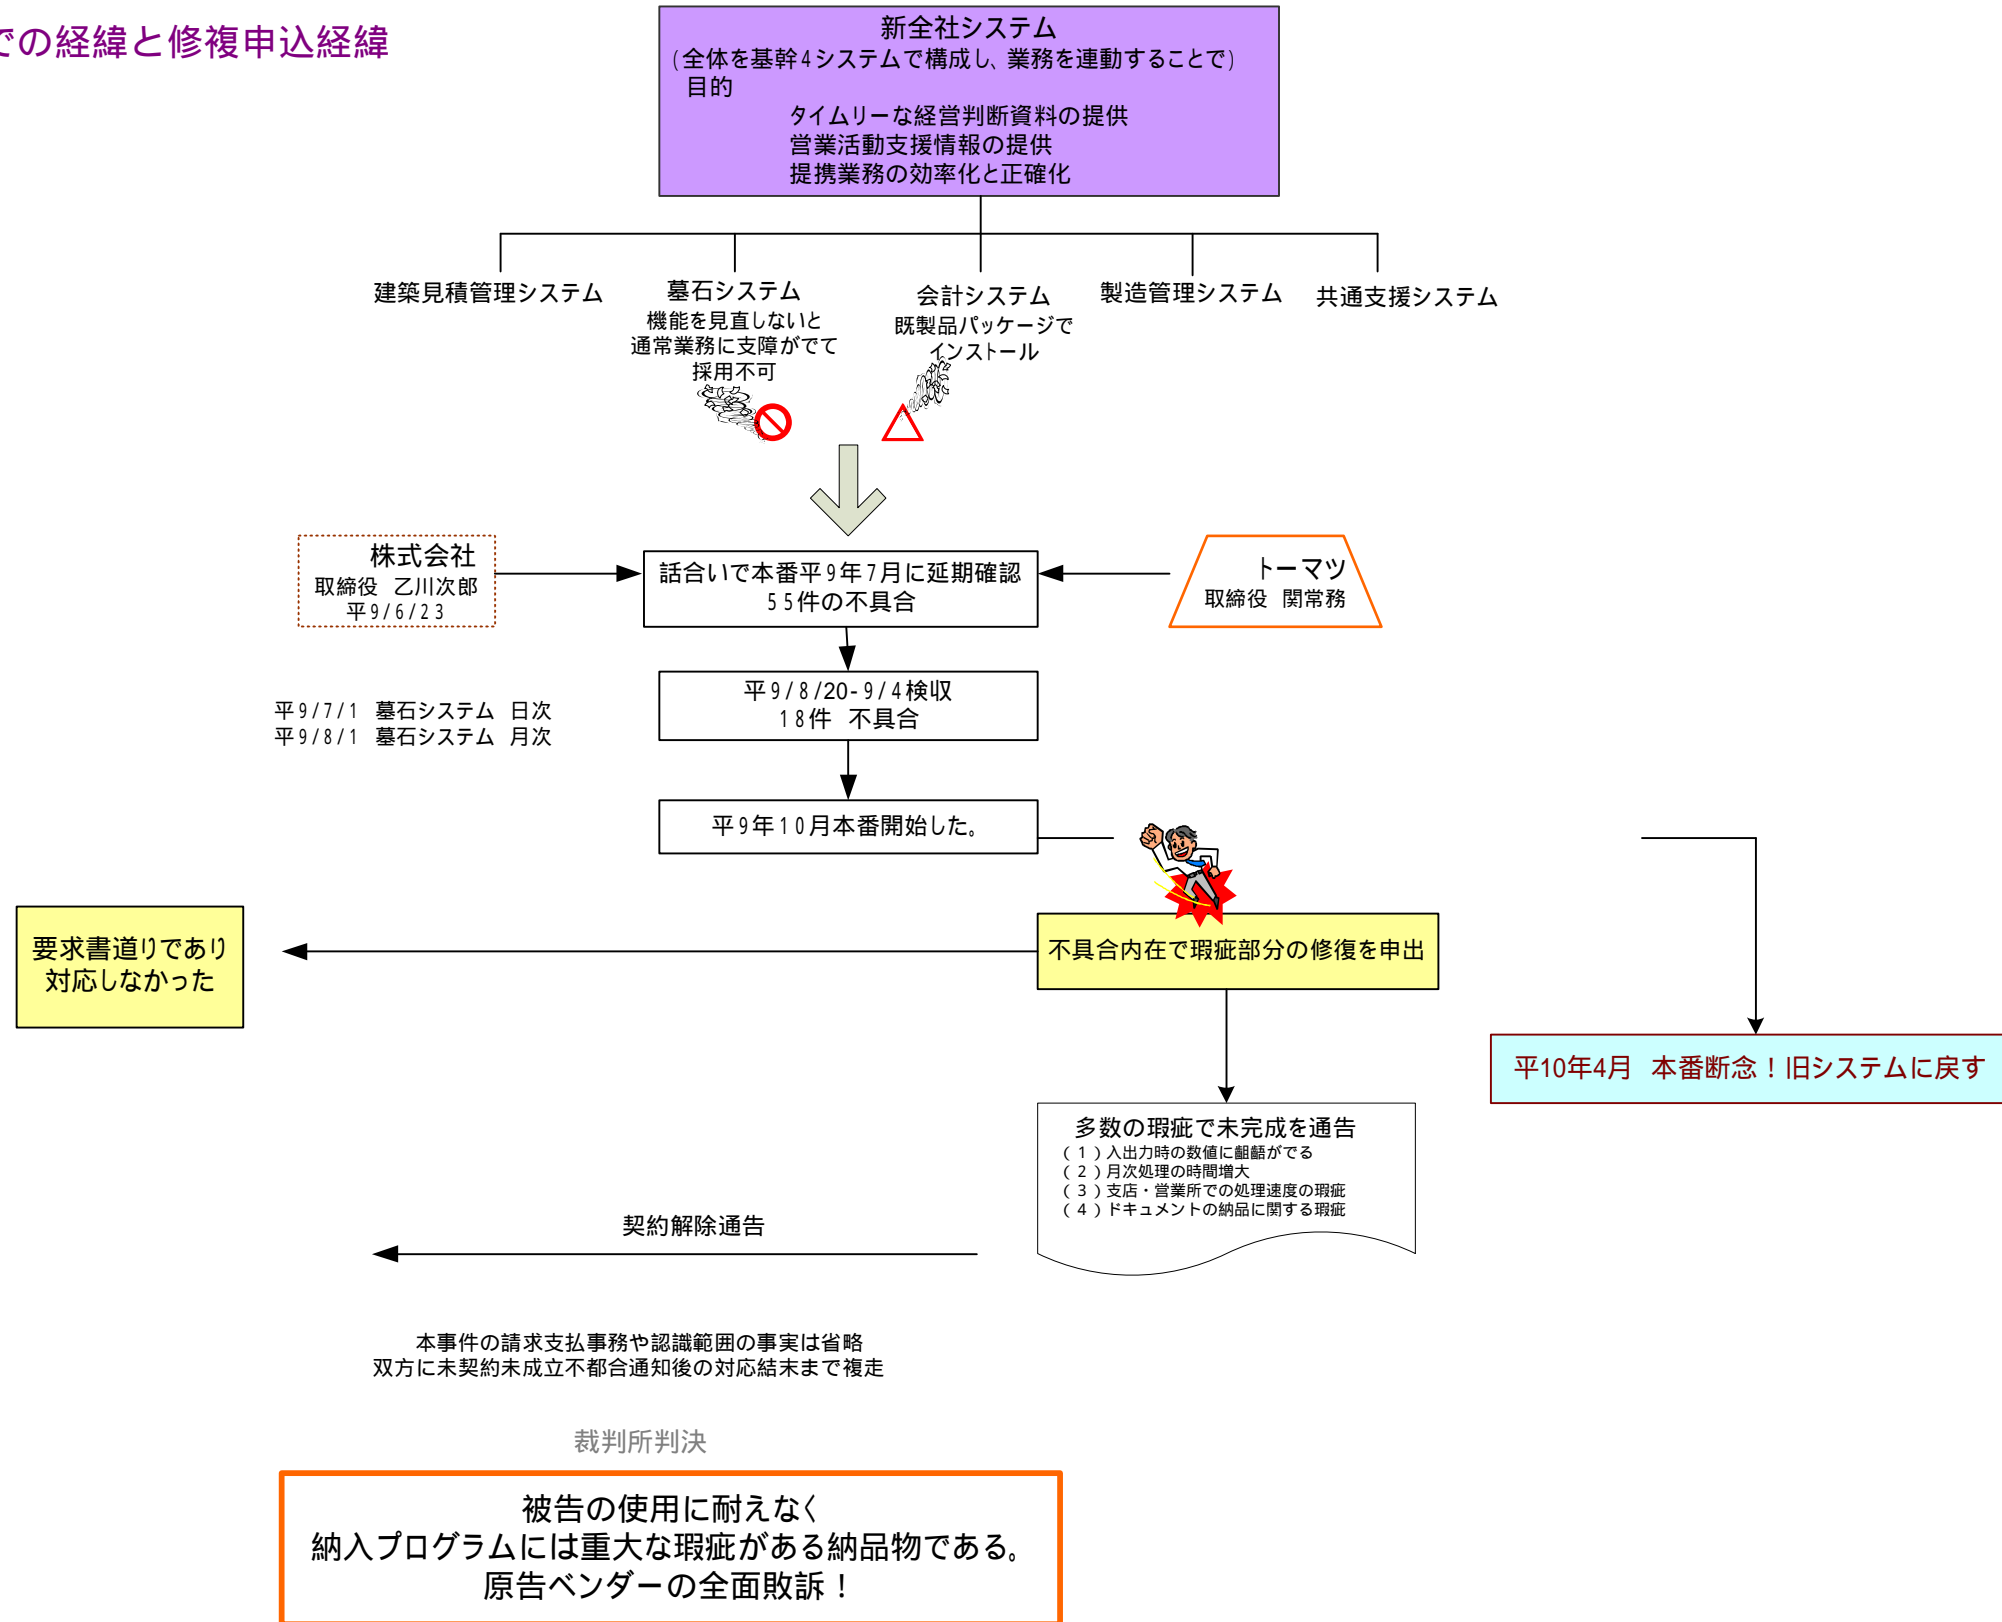 での経緯と修複申込経緯
新全社システム
(全体を基幹4システムで構成し、業務を連動することで)
目的
タイムリーな経営判断資料の提供
営業活動支援情報の提供
提携業務の効率化と正確化
建築見積管理システム
墓石システム
機能を見直しないと
通常業務に支障がでて
採用不可
会計システム
既製品パッケージで
インストール
製造管理システム
共通支援システム
株式会社
取締役 乙川次郎
平9/6/23
話合いで本番平9年7月に延期確認
55件の不具合
トーマツ
取締役 関常務
平9/8/20-9/4検収
18件 不具合
平9/7/1 墓石システム 日次
平9/8/1 墓石システム 月次
平9年10月本番開始した。
要求書道りであり
対応しなかった
不具合内在で瑕疵部分の修復を申出
平10年4月 本番断念!旧システムに戻す
多数の瑕疵で未完成を通告
(1)入出力時の数値に齟齬がでる
(2)月次処理の時間増大
(3)支店・営業所での処理速度の瑕疵
(4)ドキュメントの納品に関する瑕疵
契約解除通告
本事件の請求支払事務や認識範囲の事実は省略
双方に未契約未成立不都合通知後の対応結末まで複走
裁判所判決
被告の使用に耐えなく
納入プログラムには重大な瑕疵がある納品物である。
原告ベンダーの全面敗訴!